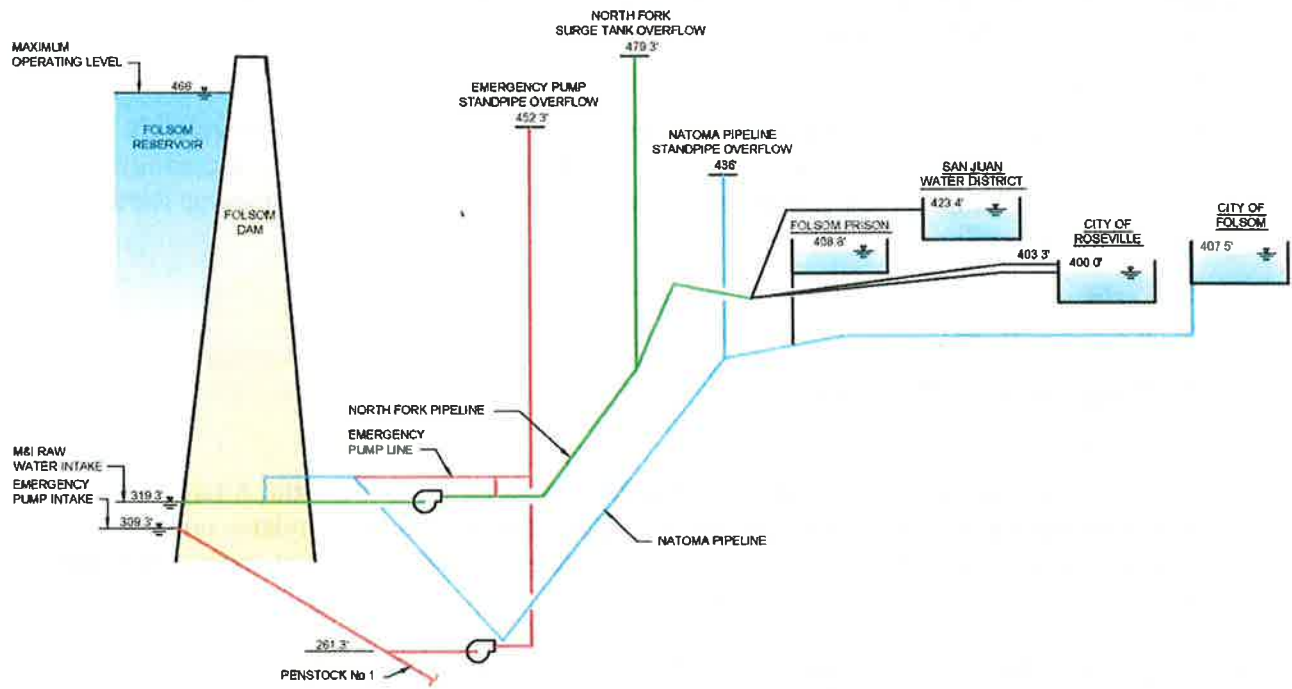 NORTH FORK
SURGE TANK OVERFLOW
479 3'
MAXIMUM
OPERATING LEVEL
466'
EMERGENCY PUMP
STANDPIPE OVERFLOW
452 3'
FOLSOM
RESERVOIR
NATOMA PIPELINE
STANDPIPE OVERFLOW
436'
SAN JUAN
WATER DISTRICT
423 4'
FOLSOM
DAM
FOLSOM PRISON
408.8'
CITY OF
ROSEVILLE
403 3'
400 0'
CITY OF
FOLSOM
407 5'
NORTH FORK PIPELINE
EMERGENCY
PUMP LINE
M&I RAW
WATER INTAKE
319 3'
EMERGENCY
PUMP INTAKE
309.3'
NATOMA PIPELINE
261.3'
PENSTOCK No 1